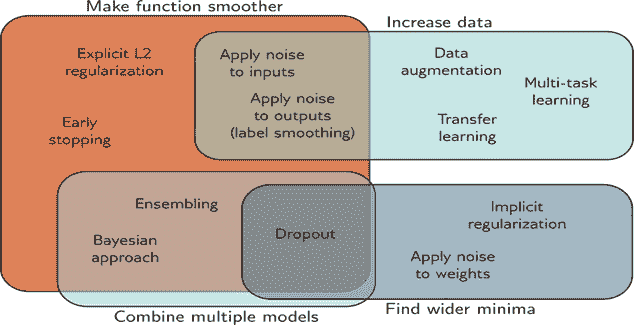 Make function smoother
Increase data
Explicit L2
regularization
Apply noise
to inputs
Data
augmentation
Multi-task
learning
Apply noise
to outputs
(label smoothing)
Early
stopping
Transfer
learning
Ensembling
Bayesian
approach
Dropout
Implicit
regularization
Apply noise
to weights
Combine multiple models
Find wider minima